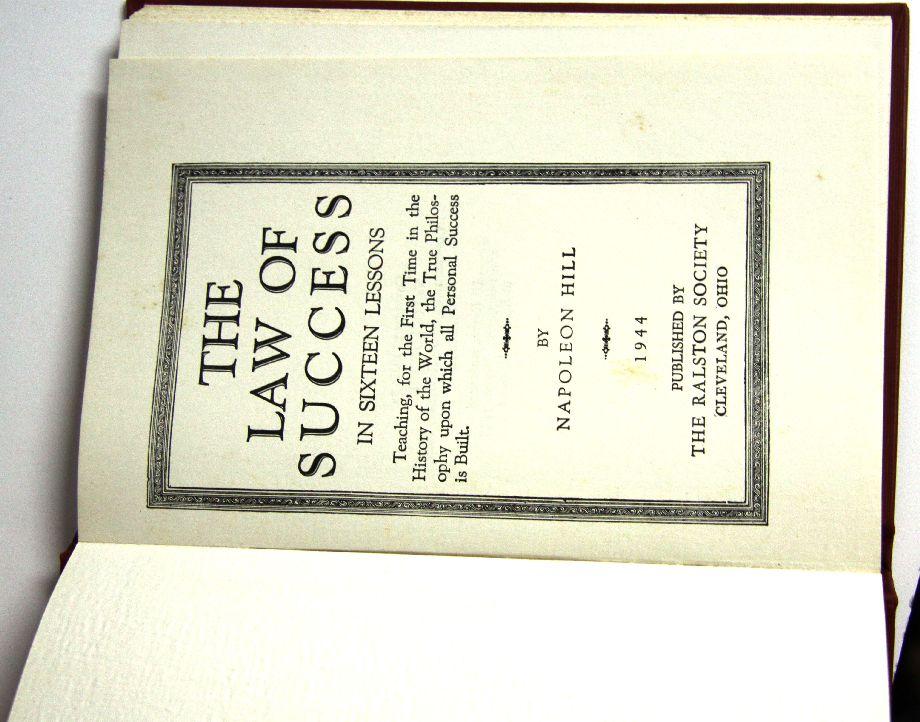 THE
LAW OF
SUCCESS
IN SIXTEEN LESSONS
Teaching, for the First Time in the
History of the World, the True Philos-
ophy upon which all Personal Success
is Built.
BY
NAPOLEON HILL
1944
PUBLISHED BY
THE RALSTON SOCIETY
CLEVELAND, OHIO